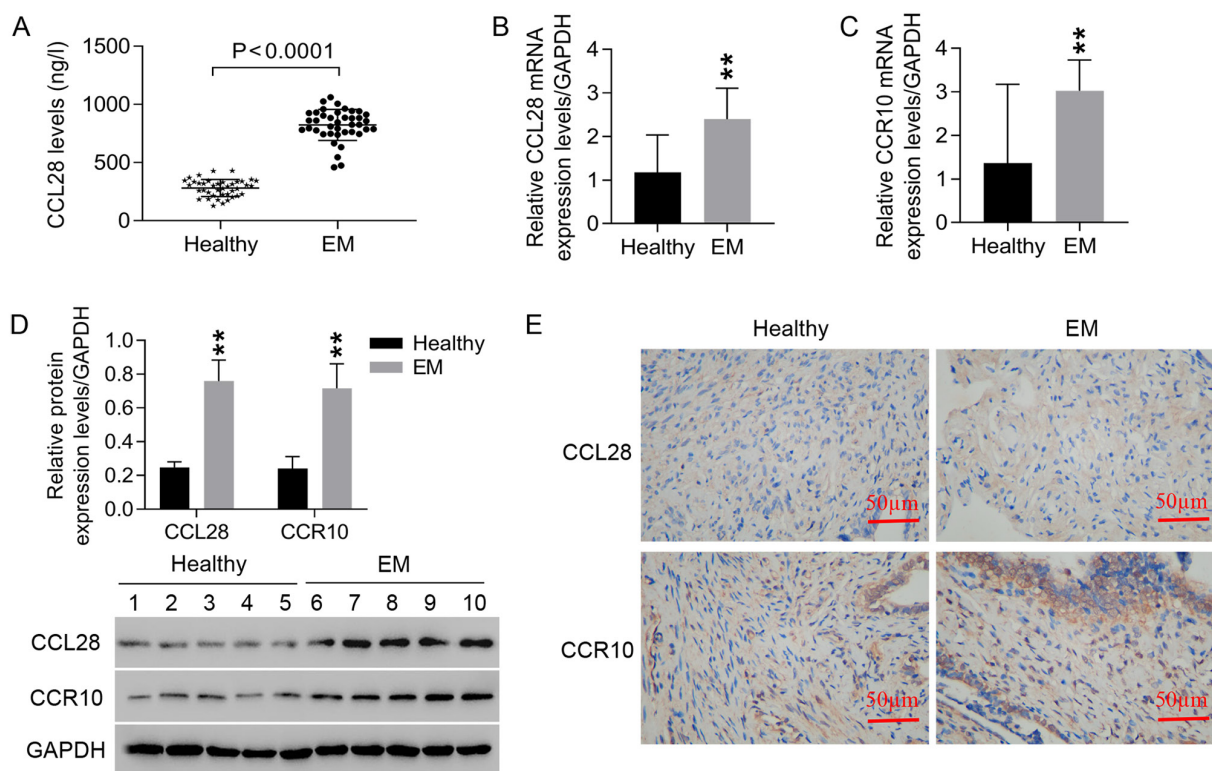 A
CCL28 levels (ng/l)
1500
1000
500
0
P<0.0001
Healthy
EM
B
Relative CCL28 mRNA
expression levels/GAPDH
4
3
2
1
0
**
Healthy
EM
C
Relative CCR10 mRNA
expression levels/GAPDH
4
3
2
1
0
**
Healthy
EM
D
Relative protein
expression levels/GAPDH
1.0
0.8
0.6
0.4
0.2
0.0
**
**
Healthy
EM
CCL28
CCR10
Healthy
EM
1 2 3 4 5 6 7 8 9 10
CCL28
CCR10
GAPDH
E
Healthy
EM
CCL28
50µm
50µm
CCR10
50µm
50µm